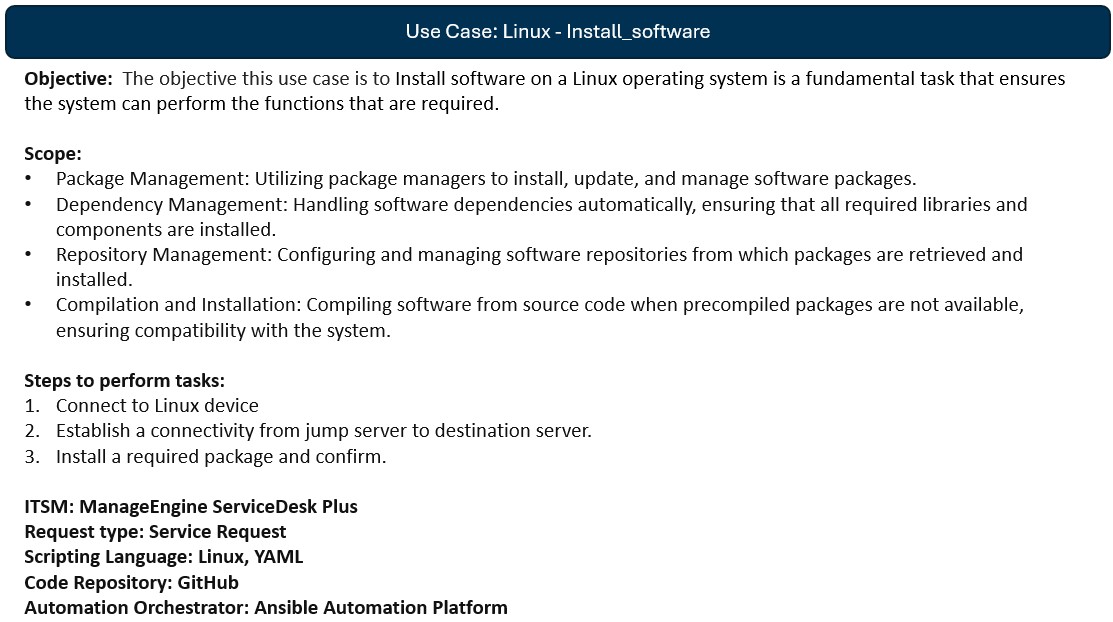 Use Case: Linux - Install_software
Objective:  The objective this use case is to Install software on a Linux operating system is a fundamental task that ensures
the system can perform the functions that are required.
Scope:
• Package Management: Utilizing package managers to install, update, and manage software packages.
• Dependency Management: Handling software dependencies automatically, ensuring that all required libraries and
components are installed.
• Repository Management: Configuring and managing software repositories from which packages are retrieved and
installed.
• Compilation and Installation: Compiling software from source code when precompiled packages are not available,
ensuring compatibility with the system.
Steps to perform tasks:
1. Connect to Linux device
2. Establish a connectivity from jump server to destination server.
3. Install a required package and confirm.
ITSM: ManageEngine ServiceDesk Plus
Request type: Service Request
Scripting Language: Linux, YAML
Code Repository: GitHub
Automation Orchestrator: Ansible Automation Platform